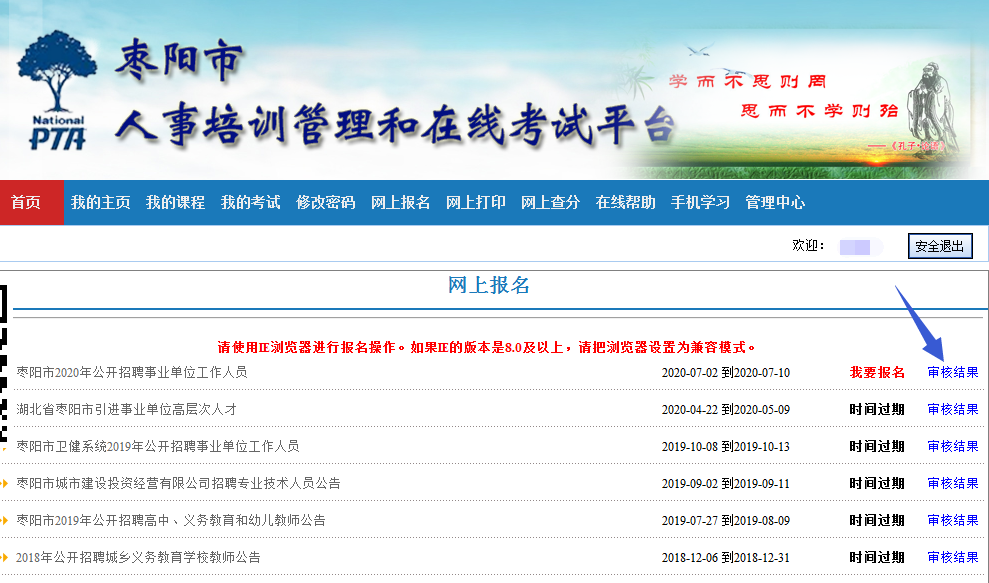 枣阳市
人事培训管理和在线考试平台
National
PTA
学而不思则罔
思而不学则殆
——《孔子·论语》
首页 我的主页 我的课程 我的考试 修改密码 网上报名 网上打印 网上查分 在线帮助 手机学习 管理中心
欢迎： 安全退出
网上报名
请使用IE浏览器进行报名操作。如果IE的版本是8.0及以上，请把浏览器设置为兼容模式。
枣阳市2020年公开招聘事业单位工作人员 2020-07-02 到2020-07-10 我要报名 审核结果
湖北省枣阳市引进事业单位高层次人才 2020-04-22 到2020-05-09 时间过期 审核结果
枣阳市卫健系统2019年公开招聘事业单位工作人员 2019-10-08 到2019-10-13 时间过期 审核结果
枣阳市城市建设投资经营有限公司招聘专业技术人员公告 2019-09-02 到2019-09-11 时间过期 审核结果
枣阳市2019年公开招聘高中、义务教育和幼儿教师公告 2019-07-27 到2019-08-09 时间过期 审核结果
2018年公开招聘城乡义务教育学校教师公告 2018-12-06 到2018-12-31 时间过期 审核结果